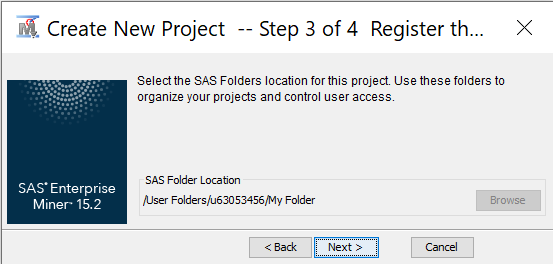 Create New Project  -- Step 3 of 4  Register th...
Select the SAS Folders location for this project. Use these folders to
organize your projects and control user access.
SAS® Enterprise
Miner™ 15.2
SAS Folder Location
/User Folders/u63053456/My Folder
Browse
< Back
Next >
Cancel